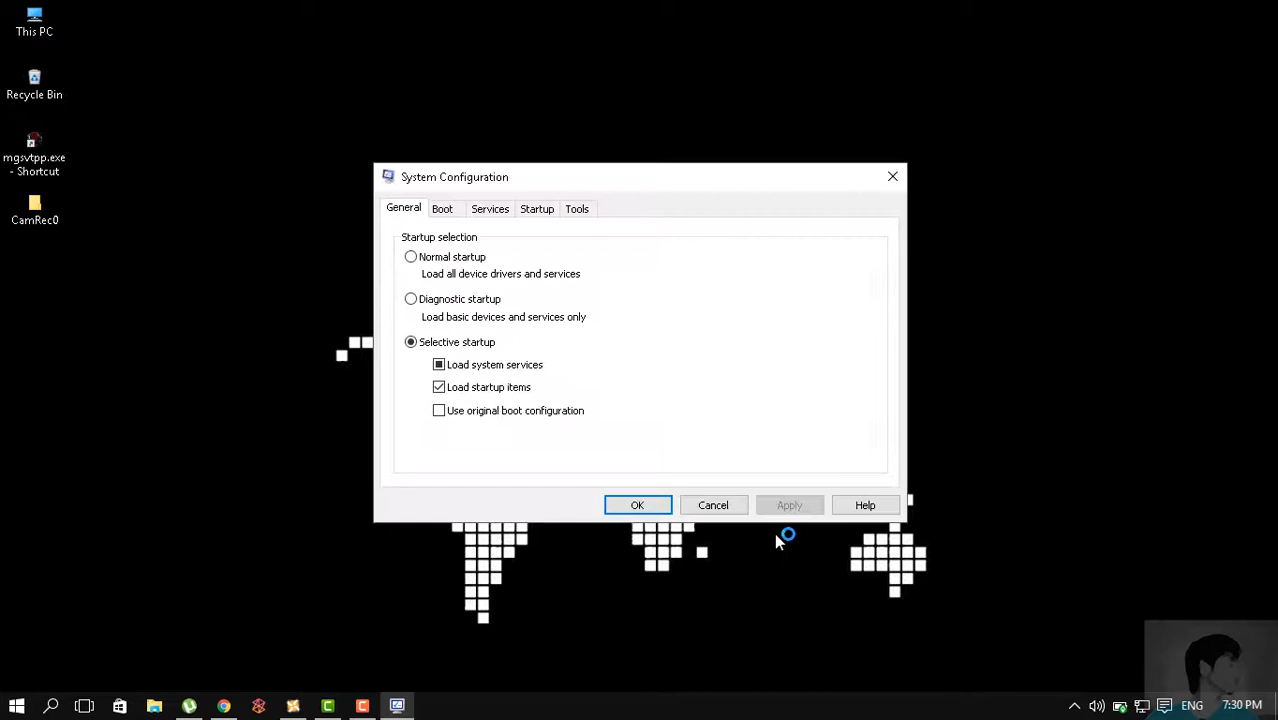 This PC
Recycle Bin
mgsvtpp.exe
- Shortcut
CamRec0
System Configuration
General Boot Services Startup Tools
Startup selection
Normal startup
Load all device drivers and services
Diagnostic startup
Load basic devices and services only
Selective startup
Load system services
Load startup items
Use original boot configuration
OK Cancel Apply Help
ENG 7:30 PM